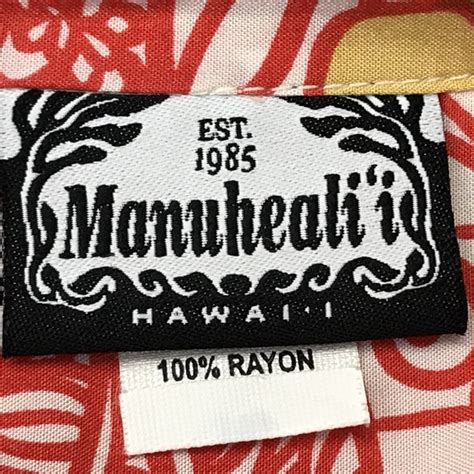 EST.
1985
Manuheali‘i
HAWAI‘I
100% RAYON